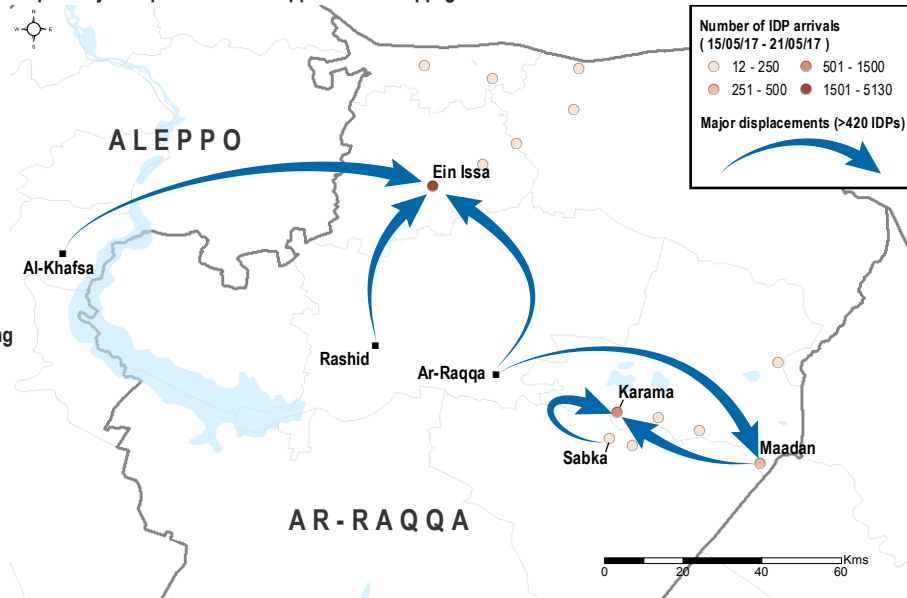 N
W E
S
Number of IDP arrivals
( 15/05/17 - 21/05/17 )
12 - 250
501 - 1500
251 - 500
1501 - 5130
Major displacements (>420 IDPs)
ALEPPO
Ein Issa
Al-Khafsa
Rashid
Ar-Raqqa
Karama
Sabka
Maadan
AR-RAQQA
Kms
0 20 40 60